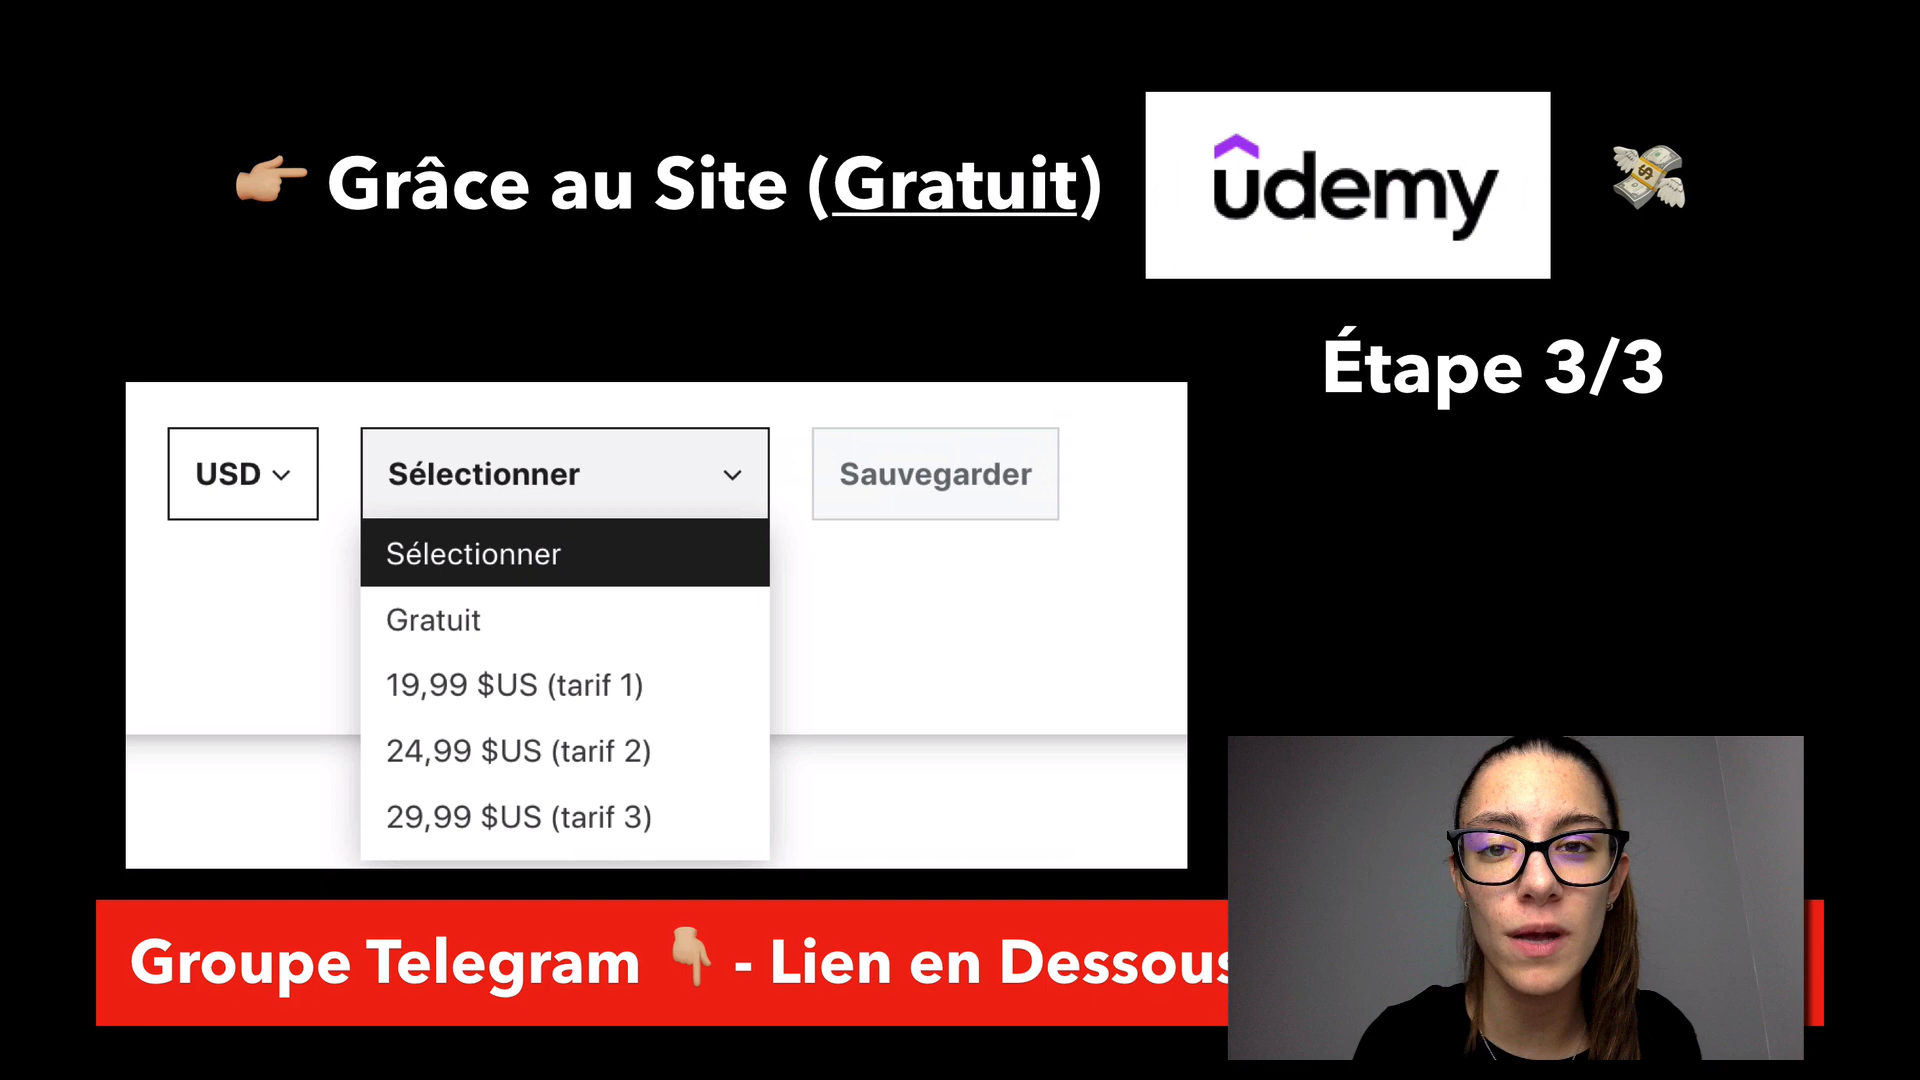 Grâce au Site (Gratuit)
udemy
Étape 3/3
USD
Sélectionner
Sauvegarder
Sélectionner
Gratuit
19,99 $US (tarif 1)
24,99 $US (tarif 2)
29,99 $US (tarif 3)
Groupe Telegram - Lien en Dessous